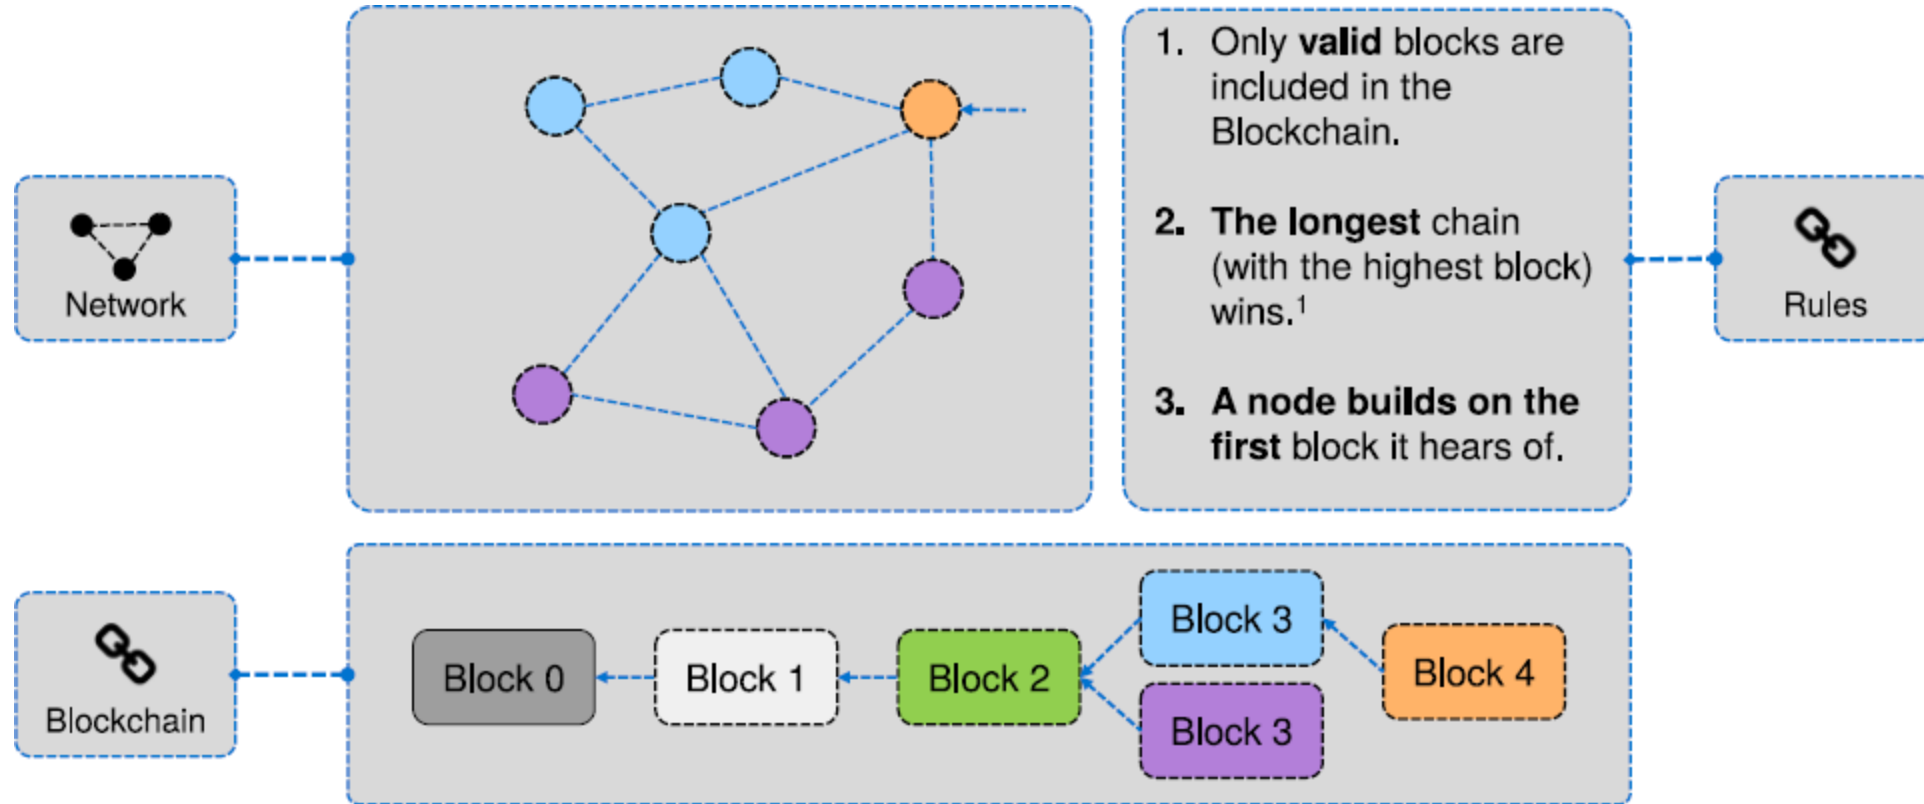 Network
1. Only valid blocks are
included in the
Blockchain.
2. The longest chain
(with the highest block)
wins.¹
3. A node builds on the
first block it hears of.
Rules
Blockchain
Block 0
Block 1
Block 2
Block 3
Block 3
Block 4